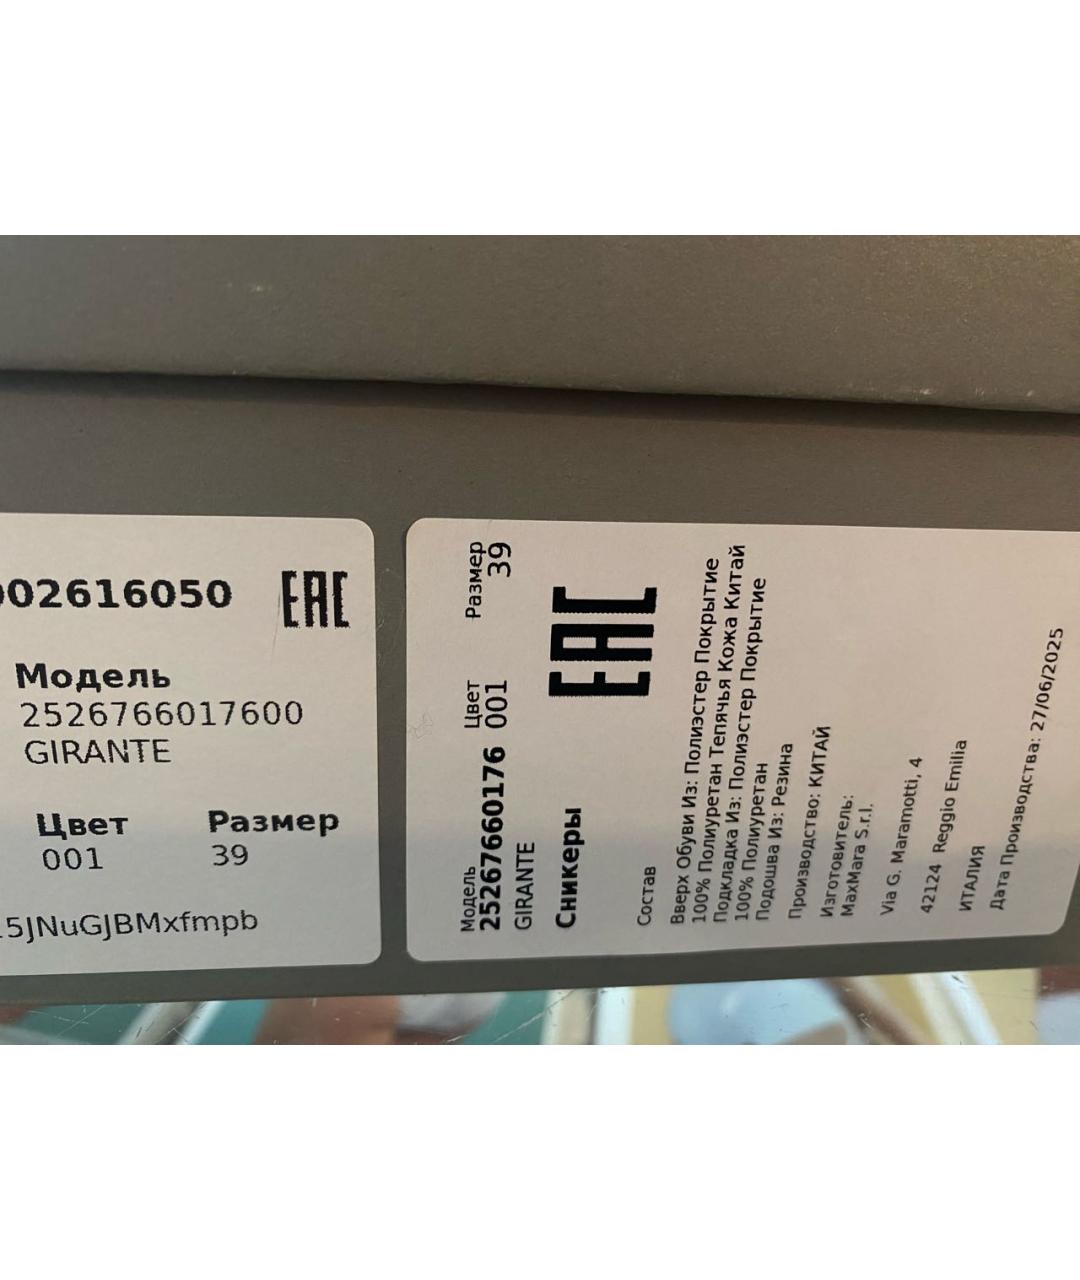 002616050
EAC
Модель
2526766017600
GIRANTE
Цвет Размер
001 39
5JNuGJBMxfmpb
Модель Цвет Размер
25267660176 001 39
GIRANTE
Сникеры
EAC
Состав
Вверх Обуви Из: Полиэстер Покрытие
100% Полиуретан Тепячья Кожа Китай
Подкладка Из: Полиэстер Покрытие
100% Полиуретан
Подошва Из: Резина
Производство: КИТАЙ
Изготовитель:
MaxMara S.r.l.
Via G. Maramotti, 4
42124 Reggio Emilia
ИТАЛИЯ
Дата Производства: 27/06/2025